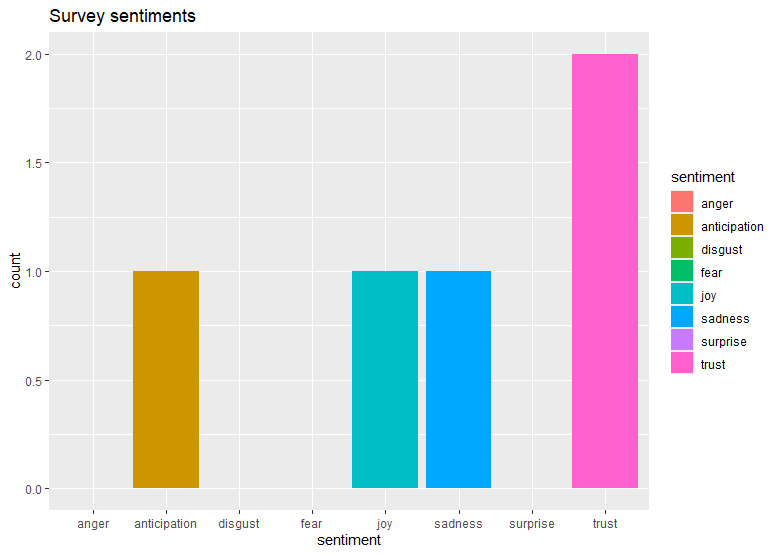 Survey sentiments
2.0
1.5
1.0
0.5
0.0
count
anger anticipation disgust fear joy sadness surprise trust
sentiment
sentiment
anger
anticipation
disgust
fear
joy
sadness
surprise
trust